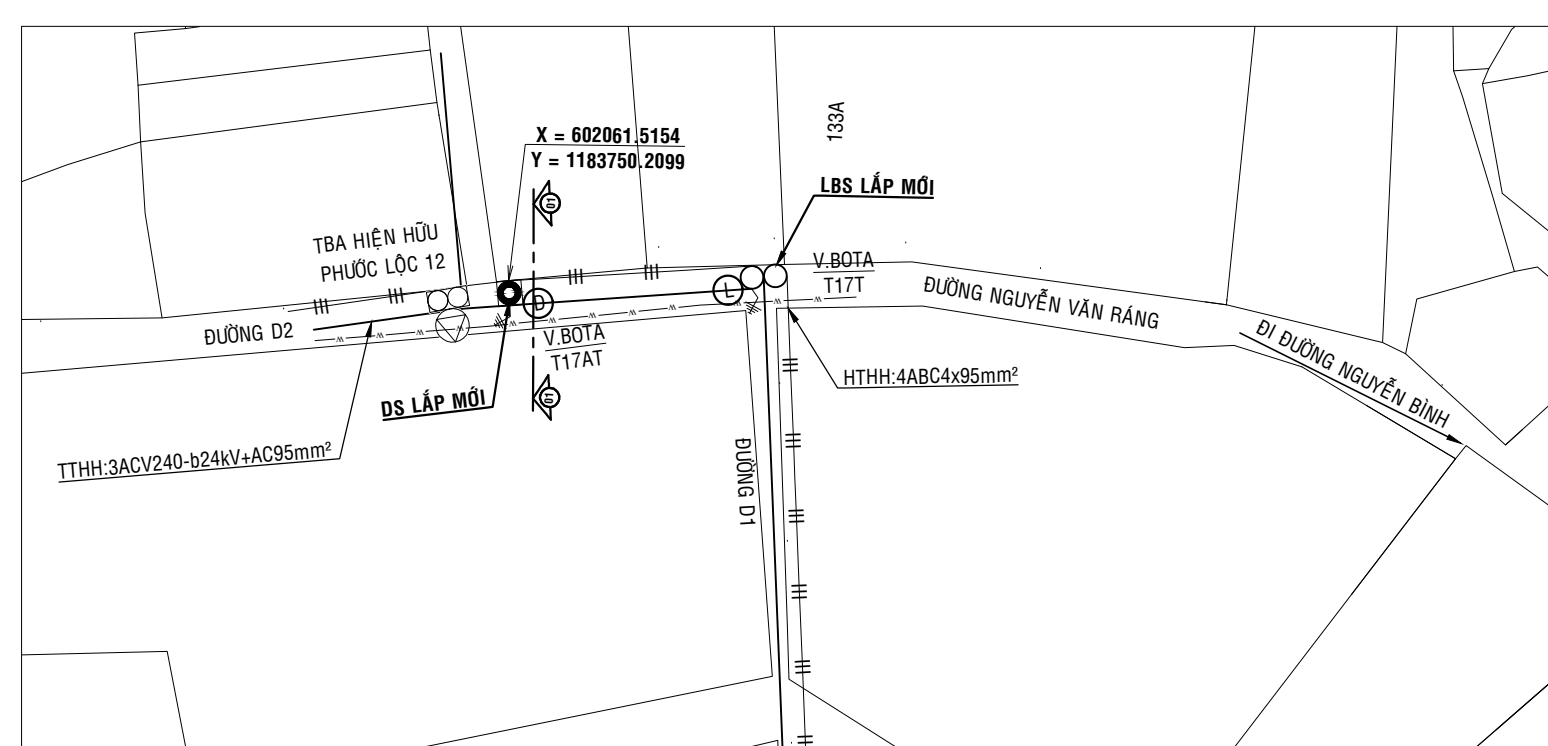 133A
X = 602061.5154
Y = 1183750.2099
01
LBS LẮP MỚI
TBA HIỆN HỮU
PHƯỚC LỘC 12
V.BOTA
T17T
ĐƯỜNG NGUYỄN VĂN RÁNG
D
L
ĐƯỜNG D2
V.BOTA
T17AT
ĐI ĐƯỜNG NGUYỄN BÌNH
HTHH:4ABC4x95mm²
DS LẮP MỚI
01
TTHH:3ACV240-b24kV+AC95mm²
ĐƯỜNG D1